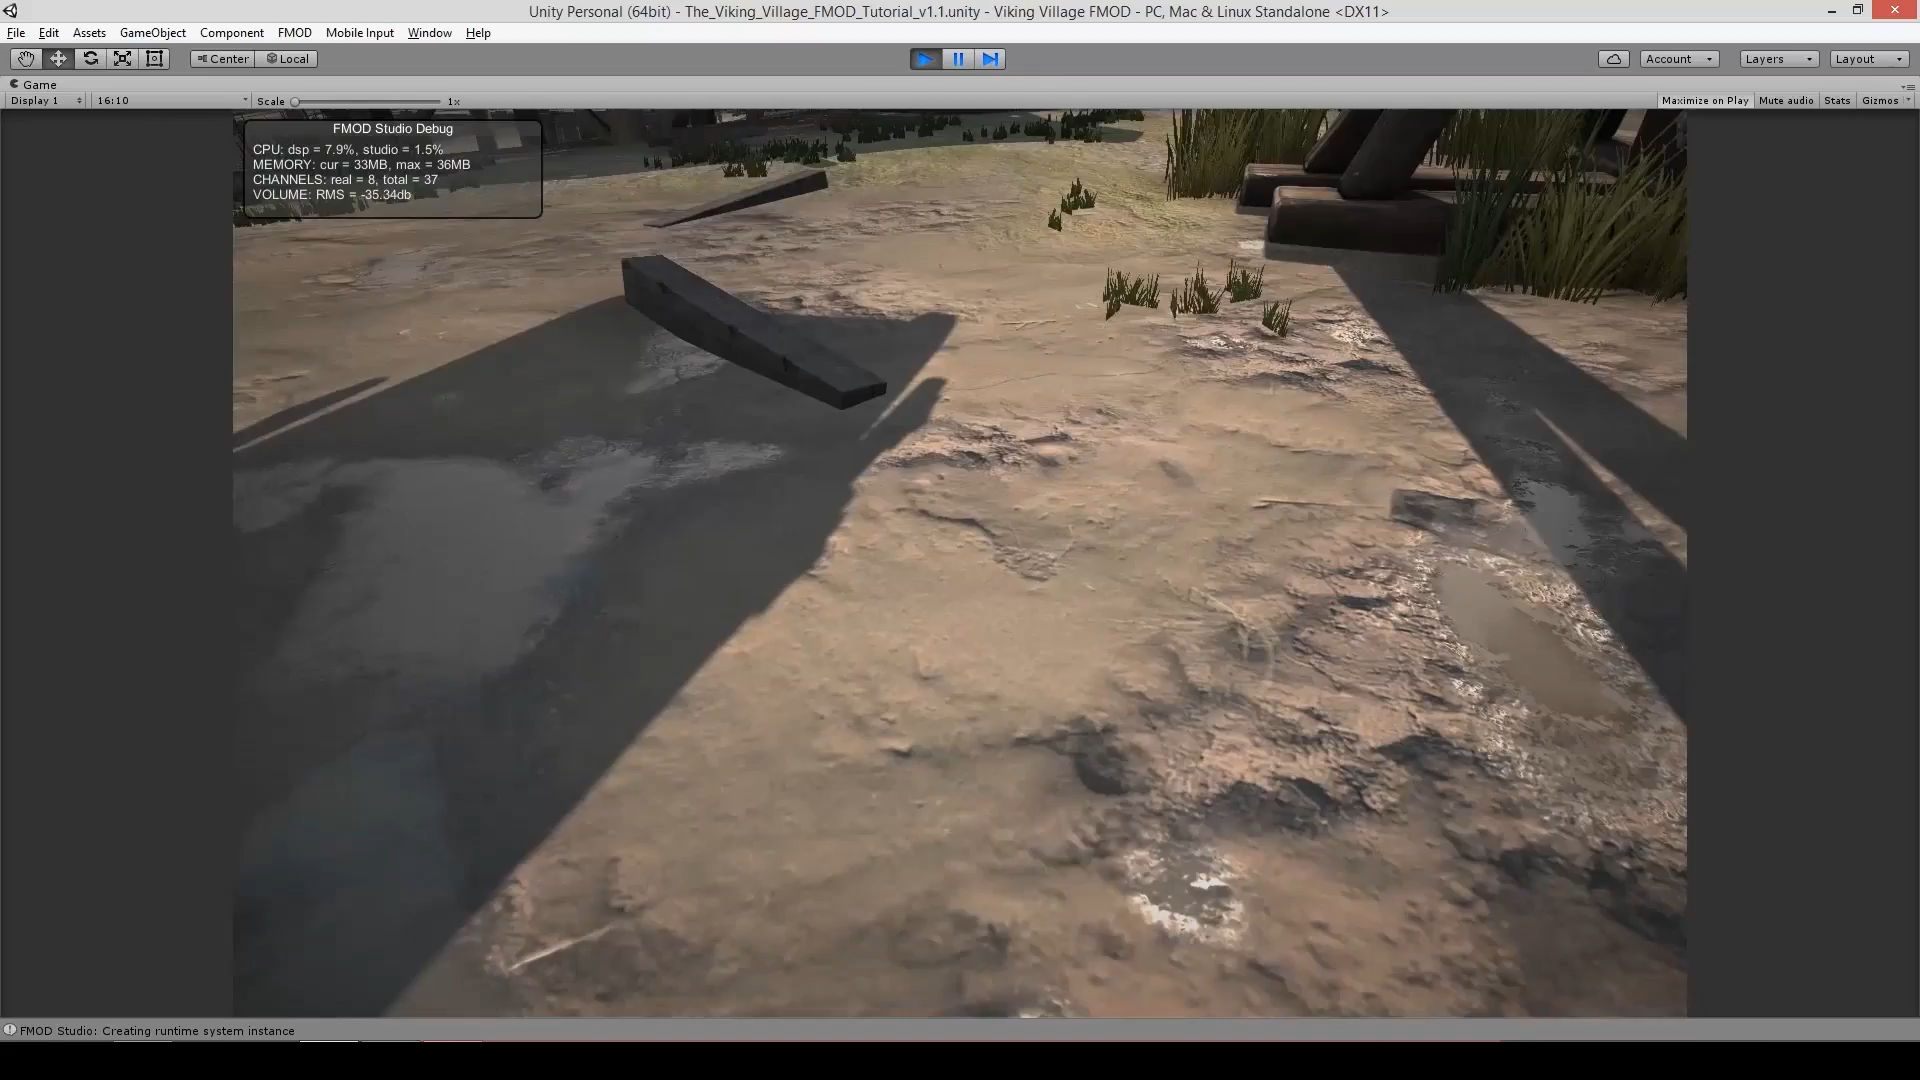 Unity Personal (64bit) - The_Viking_Village_FMOD_Tutorial_v1.1.unity - Viking Village FMOD - PC, Mac & Linux Standalone <DX11>
File Edit Assets GameObject Component FMOD Mobile Input Window Help
Center Local Account Layers Layout
Game
Display 1 16:10 Scale 1x Maximize on Play Mute audio Stats Gizmos
FMOD Studio Debug
CPU: dsp = 7.9%, studio = 1.5%
MEMORY: cur = 33MB, max = 36MB
CHANNELS: real = 8, total = 37
VOLUME: RMS = -35.34db
FMOD Studio: Creating runtime system instance